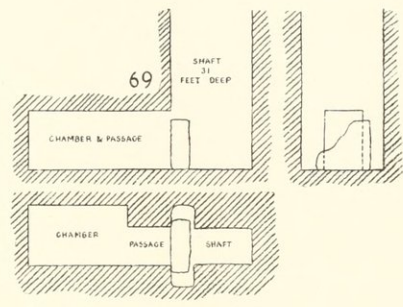 SHAFT
31
FEET DEEP
69
CHAMBER & PASSAGE
CHAMBER
PASSAGE
SHAFT